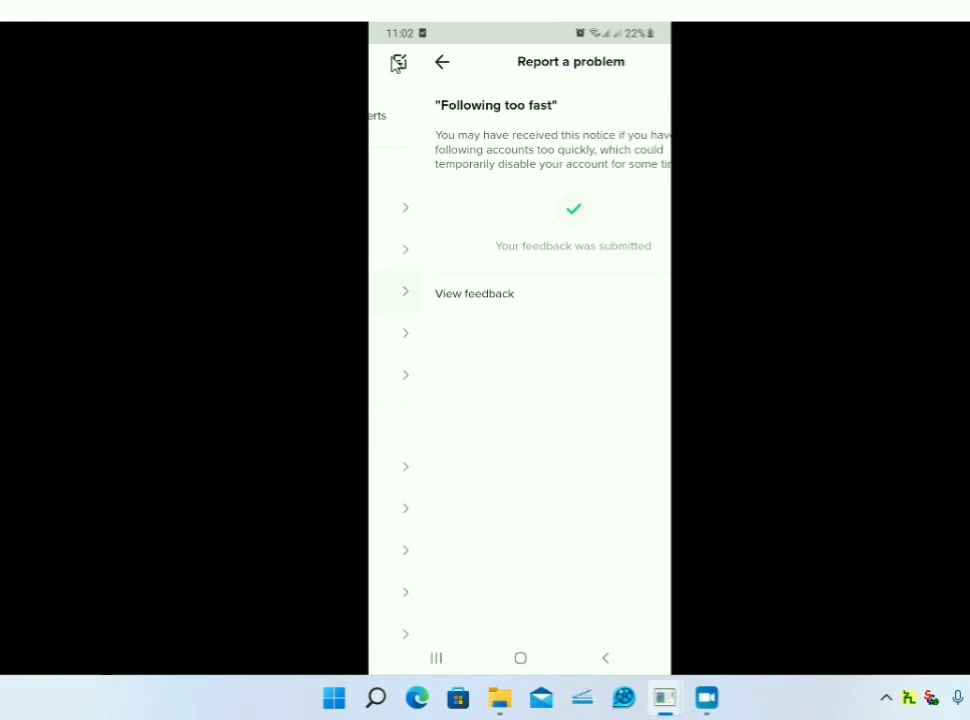 11:02
22%
Report a problem
erts
"Following too fast"
You may have received this notice if you hav
following accounts too quickly, which could
temporarily disable your account for some ti
Your feedback was submitted
View feedback